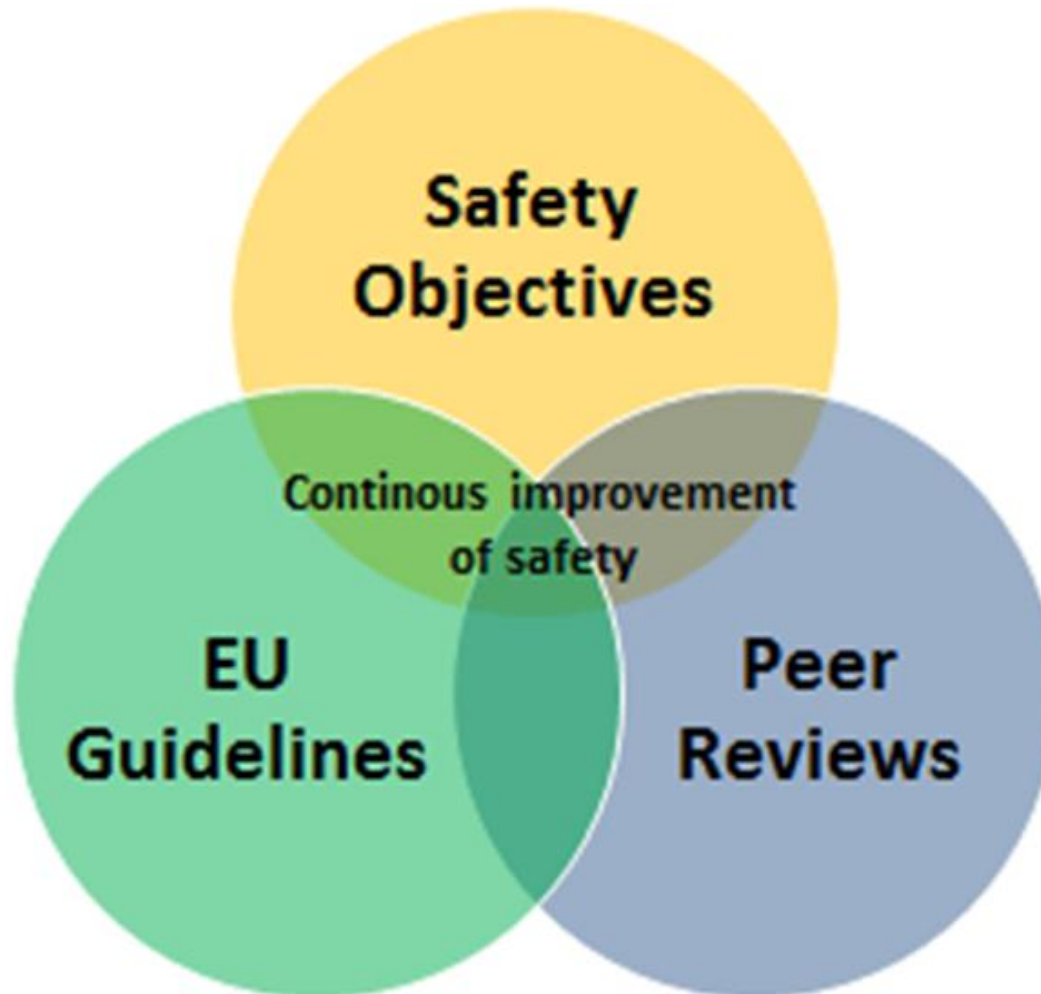 Safety
Objectives
Continous improvement
of safety
EU
Guidelines
Peer
Reviews